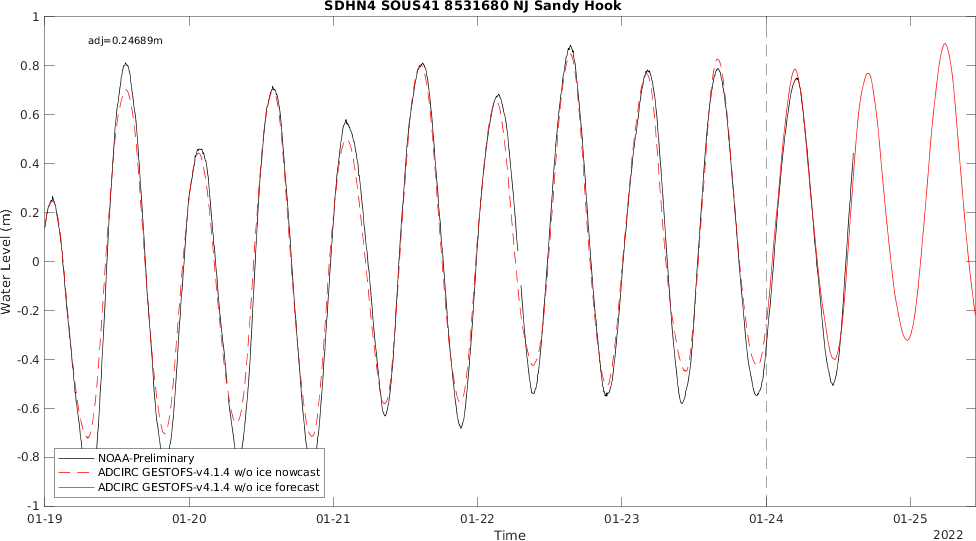 SDHN4 SOUS41 8531680 NJ Sandy Hook
adj=0.24689m
1
0.8
0.6
0.4
0.2
0
-0.2
-0.4
-0.6
-0.8
-1
Water Level (m)
NOAA-Preliminary
ADCIRC GESTOFS-v4.1.4 w/o ice nowcast
ADCIRC GESTOFS-v4.1.4 w/o ice forecast
01-19 01-20 01-21 01-22 01-23 01-24 01-25
Time
2022